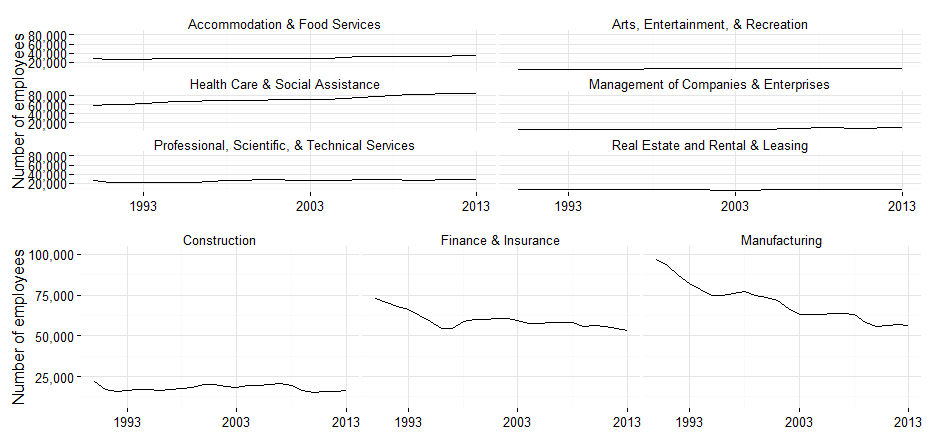 Accommodation & Food Services
Arts, Entertainment, & Recreation
80,000
60,000
40,000
20,000
Health Care & Social Assistance
Management of Companies & Enterprises
80,000
60,000
40,000
20,000
Number of employees
Professional, Scientific, & Technical Services
Real Estate and Rental & Leasing
80,000
60,000
40,000
20,000
1993 2003 2013 1993 2003 2013
Construction
Finance & Insurance
Manufacturing
100,000
75,000
50,000
25,000
Number of employees
1993 2003 2013 1993 2003 2013 1993 2003 2013